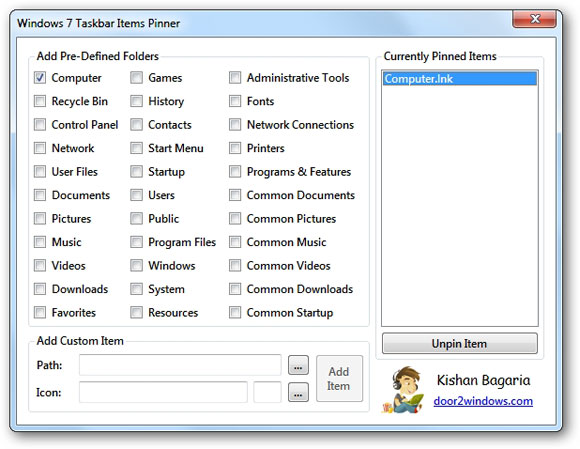 Windows 7 Taskbar Items Pinner
Add Pre-Defined Folders
Computer Games Administrative Tools
Recycle Bin History Fonts
Control Panel Contacts Network Connections
Network Start Menu Printers
User Files Startup Programs & Features
Documents Users Common Documents
Pictures Public Common Pictures
Music Program Files Common Music
Videos Windows Common Videos
Downloads System Common Downloads
Favorites Resources Common Startup
Add Custom Item
Path: ...
Icon: ...
Add
Item
Currently Pinned Items
Computer.lnk
Unpin Item
Kishan Bagaria
door2windows.com